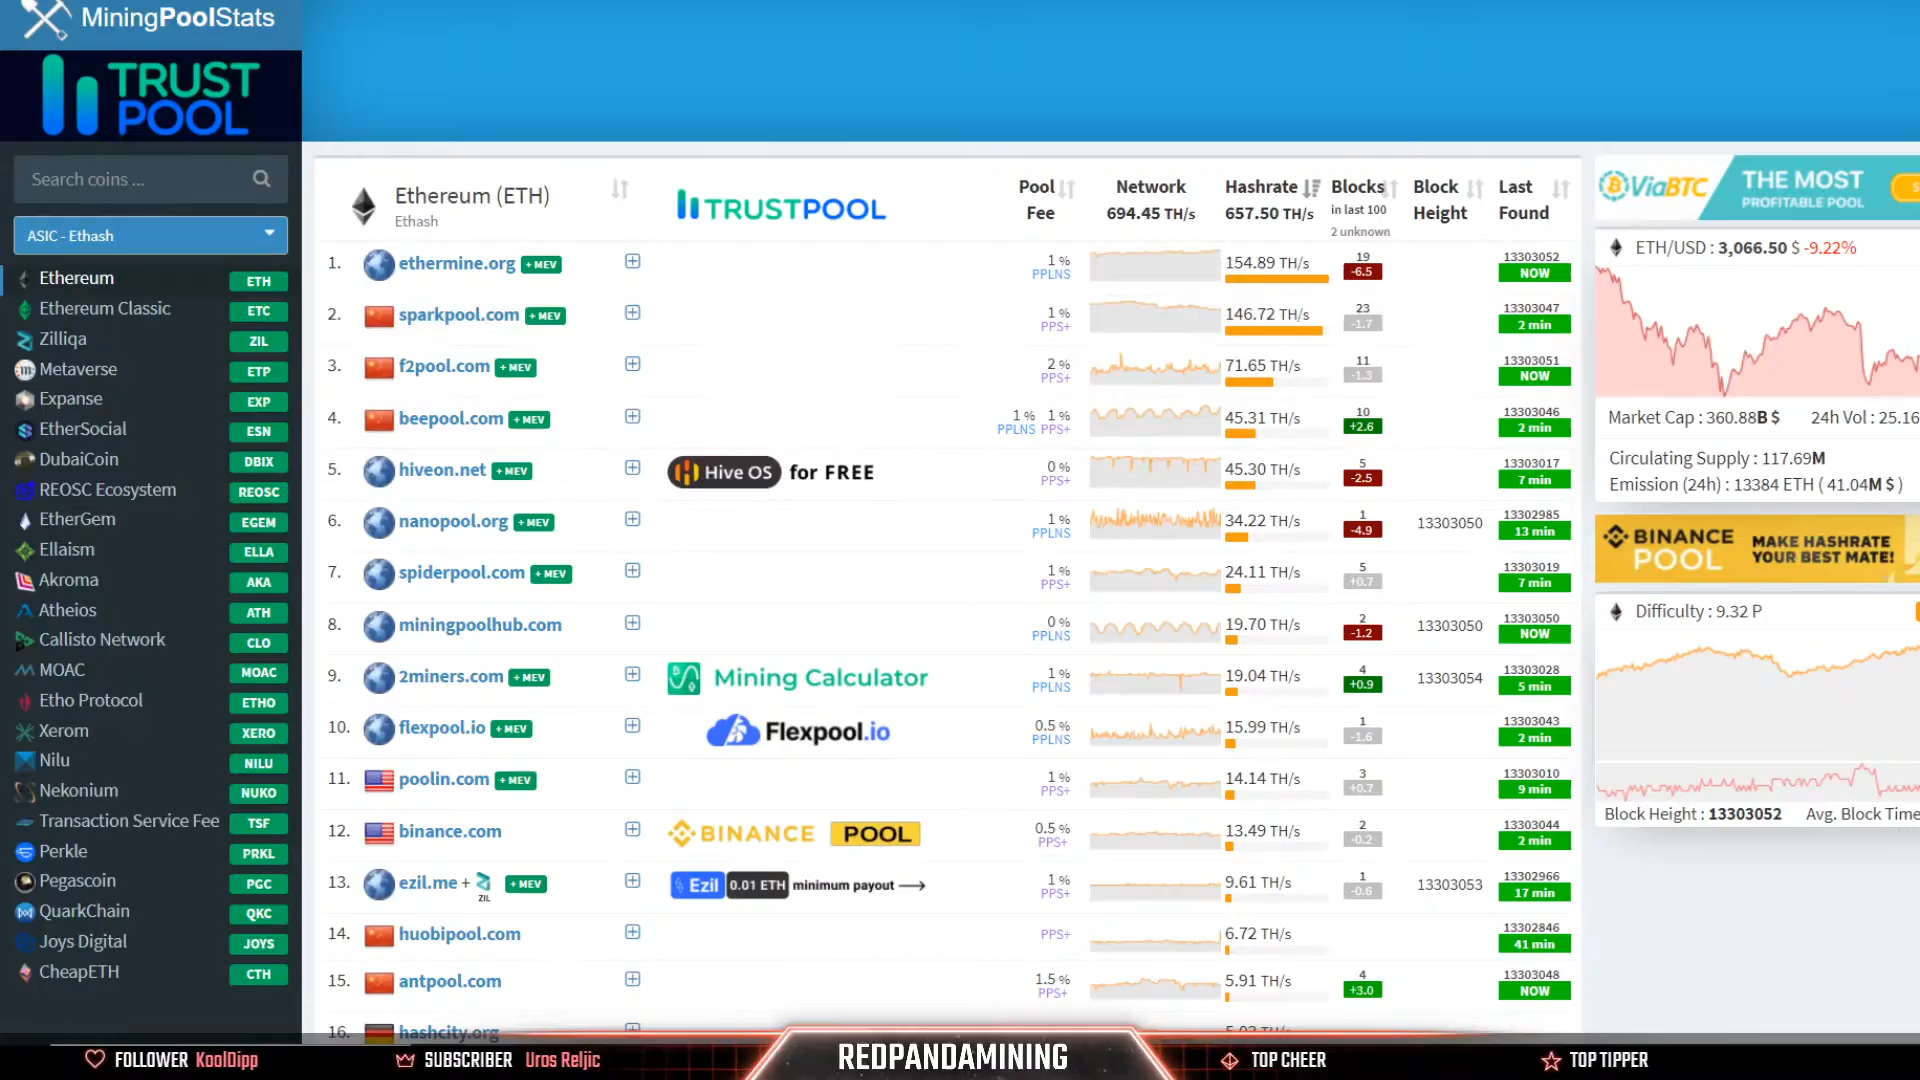 MiningPoolStats
TRUST
POOL
Search coins ...
ASIC - Ethash
Ethereum ETH
Ethereum Classic ETC
Zilliqa ZIL
Metaverse ETP
Expanse EXP
EtherSocial ESN
DubaiCoin DBIX
REOSC Ecosystem REOSC
EtherGem EGEM
Ellaism ELLA
Akroma AKA
Atheios ATH
Callisto Network CLO
MOAC MOAC
Etho Protocol ETHO
Xerom XERO
Nilu NILU
Nekonium NUKO
Transaction Service Fee TSF
Perkle PRKL
Pegascoin PGC
QuarkChain QKC
Joys Digital JOYS
CheapETH CTH
Ethereum (ETH)
Ethash
TRUSTPOOL
Pool Fee
Network
694.45 TH/s
Hashrate
657.50 TH/s
Blocks
in last 100
2 unknown
Block Height
Last Found
1. ethermine.org + MEV 1 % PPLNS 154.89 TH/s 19 -6.5 13303052 NOW
2. sparkpool.com + MEV 1 % PPS+ 146.72 TH/s 23 -1.7 13303047 2 min
3. f2pool.com + MEV 2 % PPS+ 71.65 TH/s 11 -1.3 13303051 NOW
4. beepool.com + MEV 1 % PPLNS 1 % PPS+ 45.31 TH/s 10 +2.6 13303046 2 min
5. hiveon.net + MEV Hive OS for FREE 0 % PPS+ 45.30 TH/s 5 -2.5 13303017 7 min
6. nanopool.org + MEV 1 % PPLNS 34.22 TH/s 1 -4.9 13303050 13302985 13 min
7. spiderpool.com + MEV 1 % PPS+ 24.11 TH/s 5 +0.7 13303019 7 min
8. miningpoolhub.com 0 % PPLNS 19.70 TH/s 2 -1.2 13303050 13303050 NOW
9. 2miners.com + MEV Mining Calculator 1 % PPLNS 19.04 TH/s 4 +0.9 13303054 13303028 5 min
10. flexpool.io + MEV Flexpool.io 0.5 % PPLNS 15.99 TH/s 1 -1.6 13303043 2 min
11. poolin.com + MEV 1 % PPS+ 14.14 TH/s 3 +0.7 13303010 9 min
12. binance.com BINANCE POOL 0.5 % PPS+ 13.49 TH/s 2 -0.2 13303044 2 min
13. ezil.me + ZIL + MEV Ezil 0.01 ETH minimum payout 1 % PPS+ 9.61 TH/s 1 -0.6 13303053 13302966 17 min
14. huobipool.com PPS+ 6.72 TH/s 13302846 41 min
15. antpool.com 1.5 % PPS+ 5.91 TH/s 4 +3.0 13303048 NOW
16. hashcity.org
ViaBTC THE MOST
PROFITABLE POOL
ETH/USD : 3,066.50 $ -9.22%
Market Cap : 360.88B $ 24h Vol : 25.16
Circulating Supply : 117.69M
Emission (24h) : 13384 ETH ( 41.04M $ )
BINANCE POOL MAKE HASHRATE
YOUR BEST MATE!
Difficulty : 9.32 P
Block Height : 13303052 Avg. Block Time
FOLLOWER KoolDipp SUBSCRIBER Uros Reljic REDPANDAMINING TOP CHEER TOP TIPPER